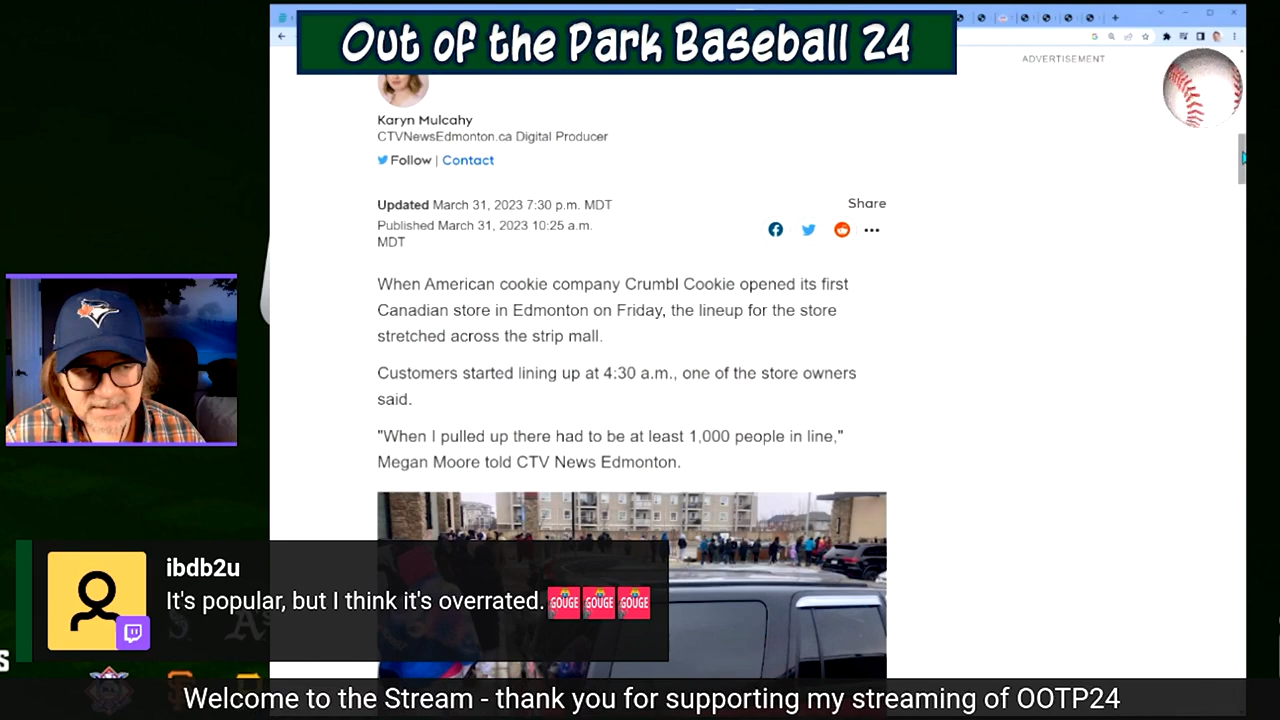 Out of the Park Baseball 24
ADVERTISEMENT
Karyn Mulcahy
CTVNewsEdmonton.ca Digital Producer
Follow | Contact
Updated March 31, 2023 7:30 p.m. MDT
Share
Published March 31, 2023 10:25 a.m.
MDT
When American cookie company Crumbl Cookie opened its first
Canadian store in Edmonton on Friday, the lineup for the store
stretched across the strip mall.
Customers started lining up at 4:30 a.m., one of the store owners
said.
"When I pulled up there had to be at least 1,000 people in line,"
Megan Moore told CTV News Edmonton.
ibdb2u
It's popular, but I think it's overrated. GOUGE GOUGE GOUGE
Welcome to the Stream - thank you for supporting my streaming of OOTP24